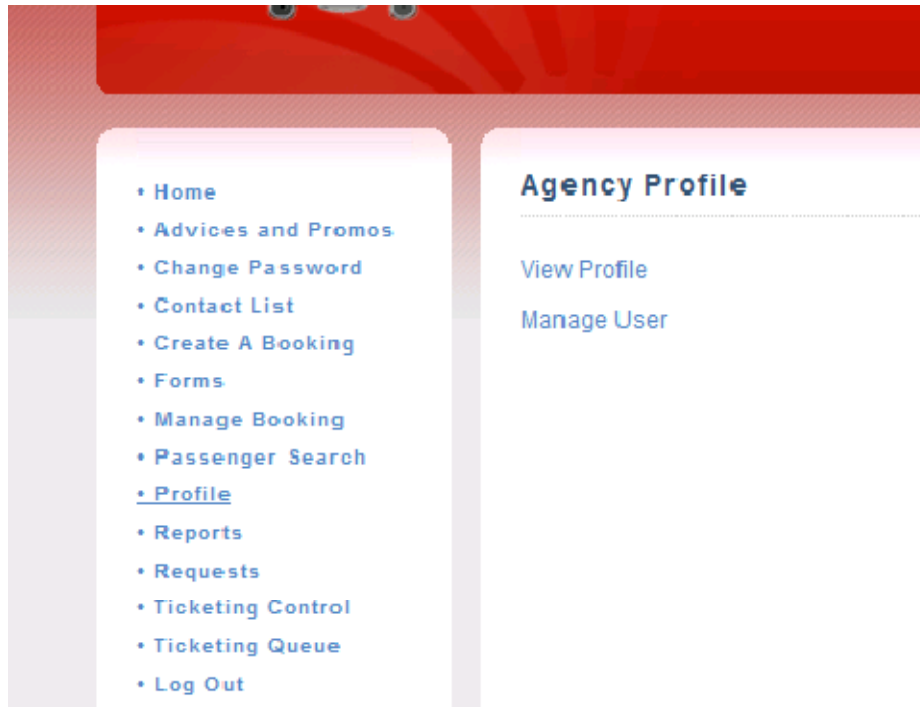 • Home
• Advices and Promos
• Change Password
• Contact List
• Create A Booking
• Forms
• Manage Booking
• Passenger Search
• Profile
• Reports
• Requests
• Ticketing Control
• Ticketing Queue
• Log Out
Agency Profile
View Profile
Manage User